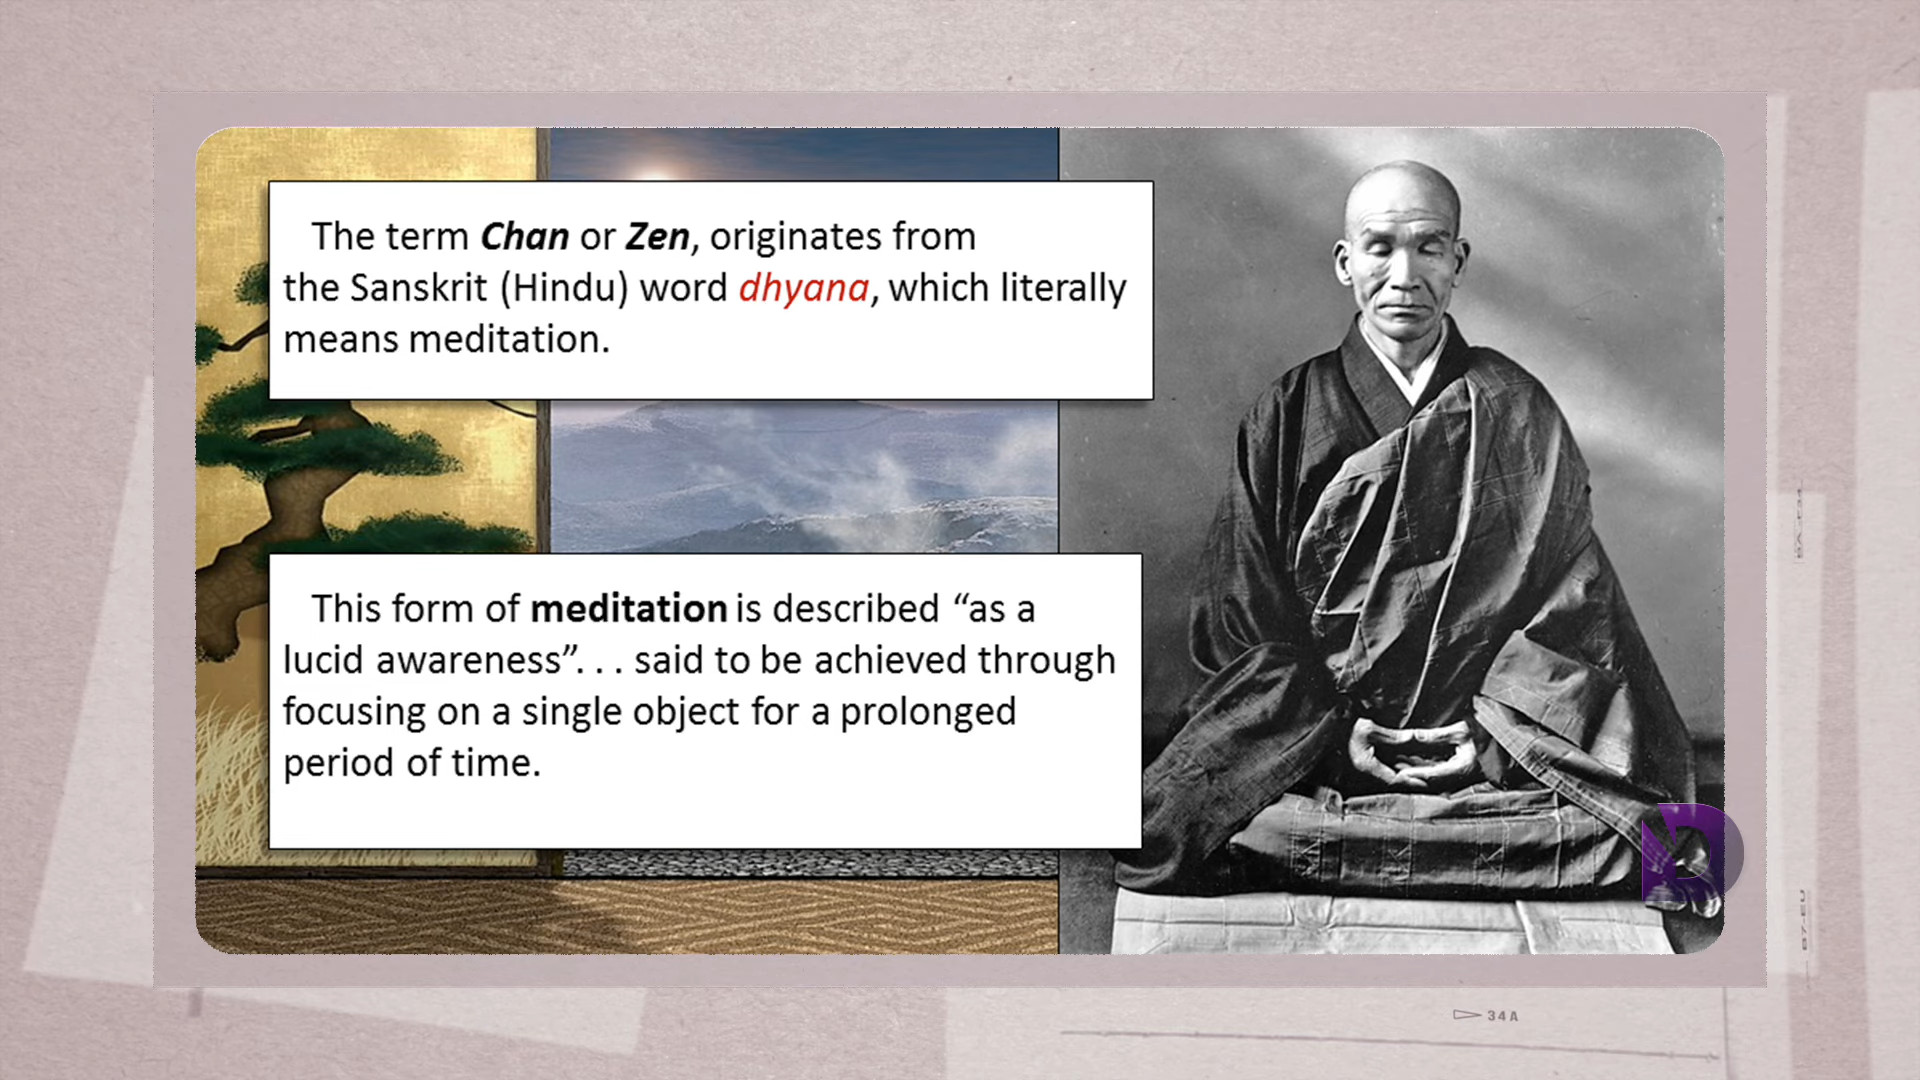 The term Chan or Zen, originates from
the Sanskrit (Hindu) word dhyana, which literally
means meditation.
This form of meditation is described “as a
lucid awareness”. . . said to be achieved through
focusing on a single object for a prolonged
period of time.
34A